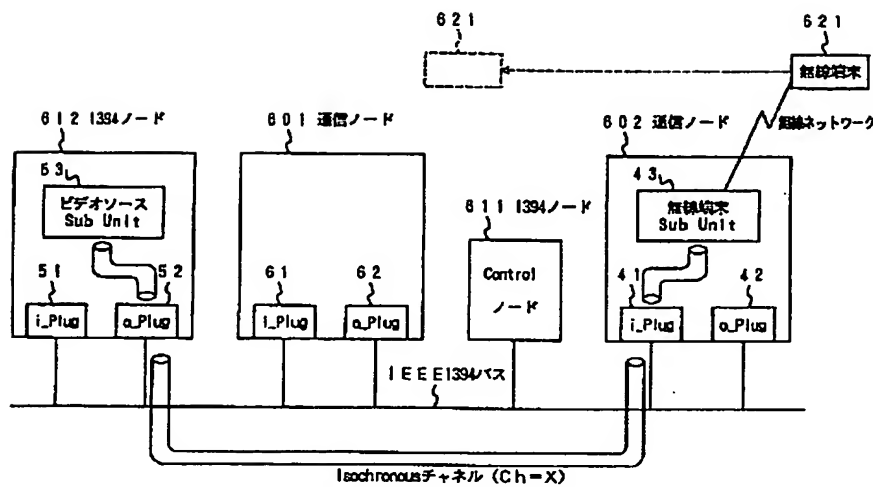 621
621
無線端末
無線ネットワーク
612 1394ノード
601 通信ノード
602 通信ノード
53
ビデオソース
Sub Unit
43
無線端末
Sub Unit
611 1394ノード
Control
ノード
51
52
61
62
41
42
i_Plug
o_Plug
i_Plug
o_Plug
i_Plug
o_Plug
IEEE1394バス
Isochronousチャネル (Ch=X)